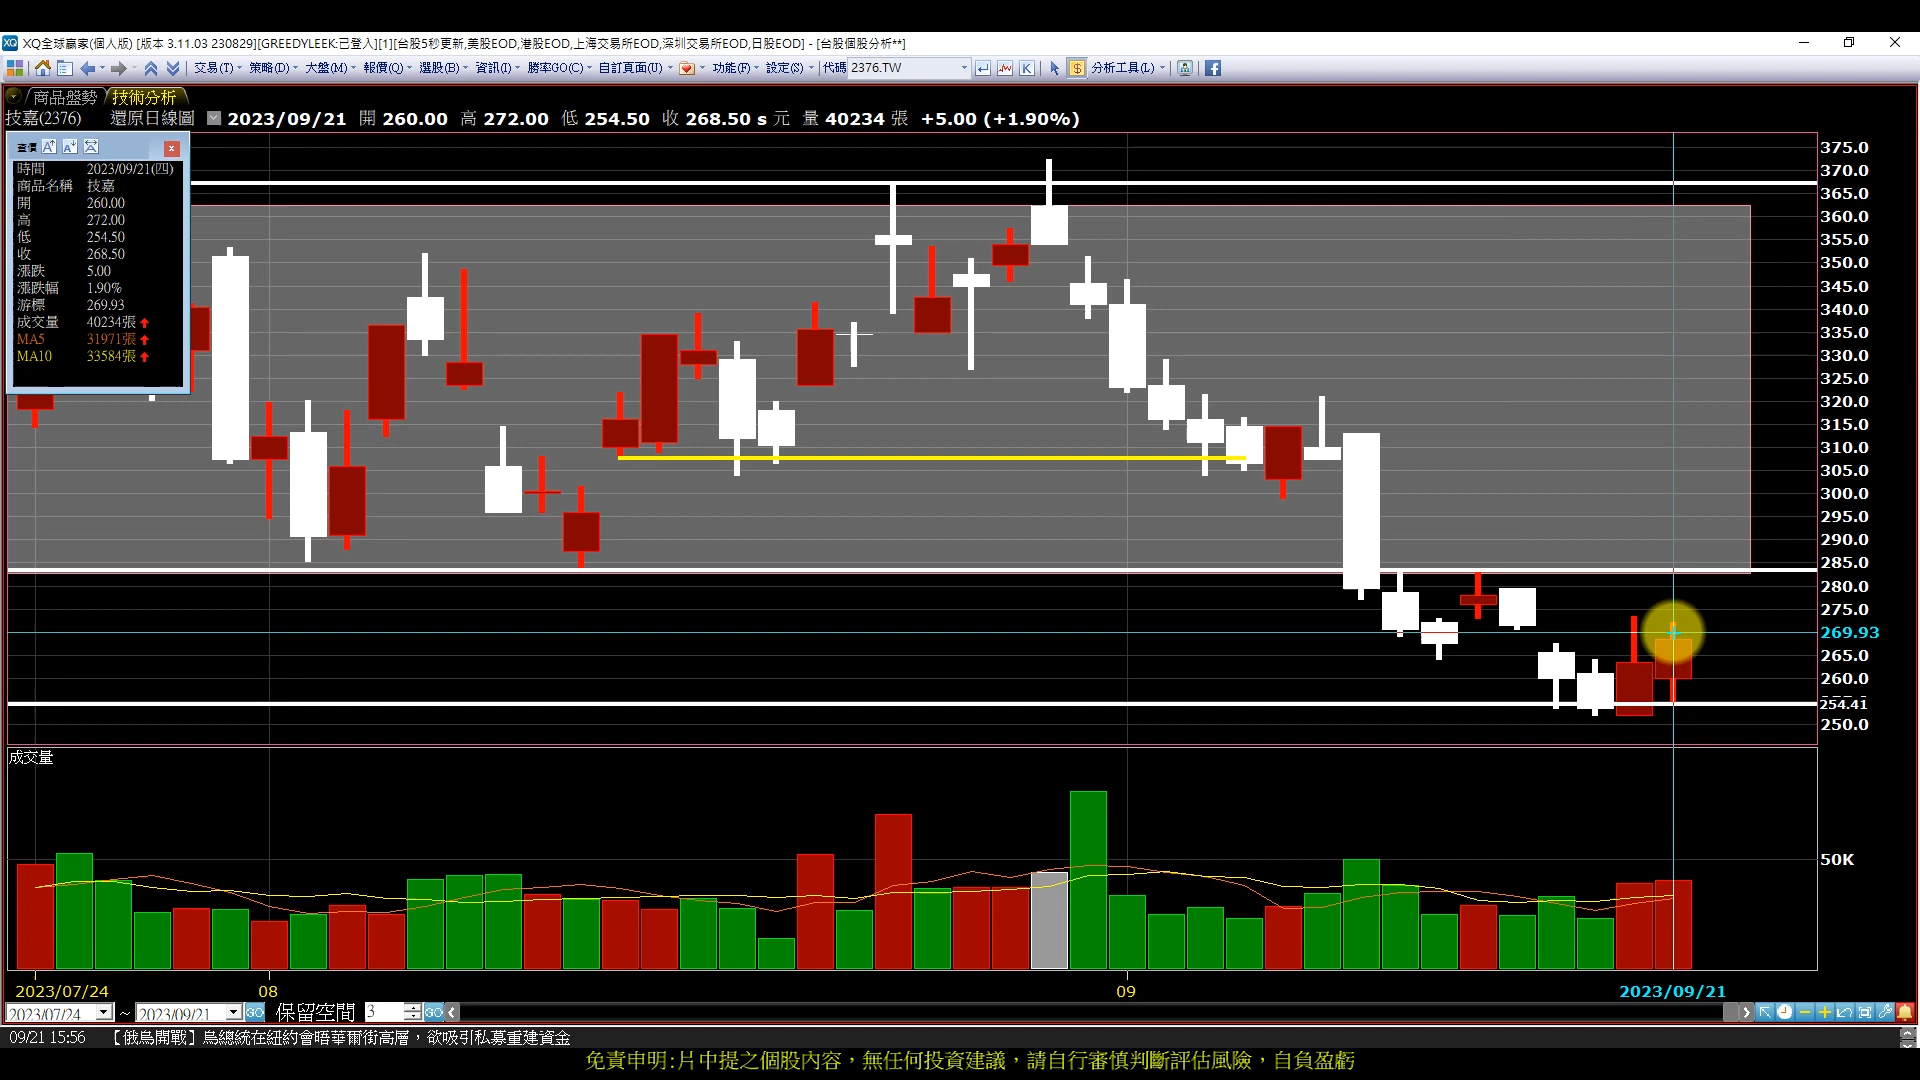 XQ全球贏家(個人版) [版本 3.11.03 230829][GREEDYLEEK:已登入][1][台股5秒更新,美股EOD,港股EOD,上海交易所EOD,深圳交易所EOD,日股EOD] - [台股個股分析**]
交易(T) 策略(D) 大盤(M) 報價(Q) 選股(B) 資訊(I) 勝率GO(C) 自訂頁面(U) 功能(F) 設定(S) 代碼 2376.TW 分析工具(L)
商品盤勢 技術分析
技嘉(2376) 還原日線圖 2023/09/21 開 260.00 高 272.00 低 254.50 收 268.50 s 元 量 40234 張 +5.00 (+1.90%)
查價
時間 2023/09/21(四)
商品名稱 技嘉
開 260.00
高 272.00
低 254.50
收 268.50
漲跌 5.00
漲跌幅 1.90%
游標 269.93
成交量 40234張
MA5 31971張
MA10 33584張
375.0
370.0
365.0
360.0
355.0
350.0
345.0
340.0
335.0
330.0
325.0
320.0
315.0
310.0
305.0
300.0
295.0
290.0
285.0
280.0
275.0
269.93
265.0
260.0
254.41
250.0
成交量
50K
2023/07/24 08 09 2023/09/21
2023/07/24 ~ 2023/09/21 GO 保留空間 3 GO
09/21 15:56 【俄烏開戰】烏總統在紐約會晤華爾街高層，欲吸引私募重建資金
免責申明:片中提之個股內容，無任何投資建議，請自行審慎判斷評估風險，自負盈虧